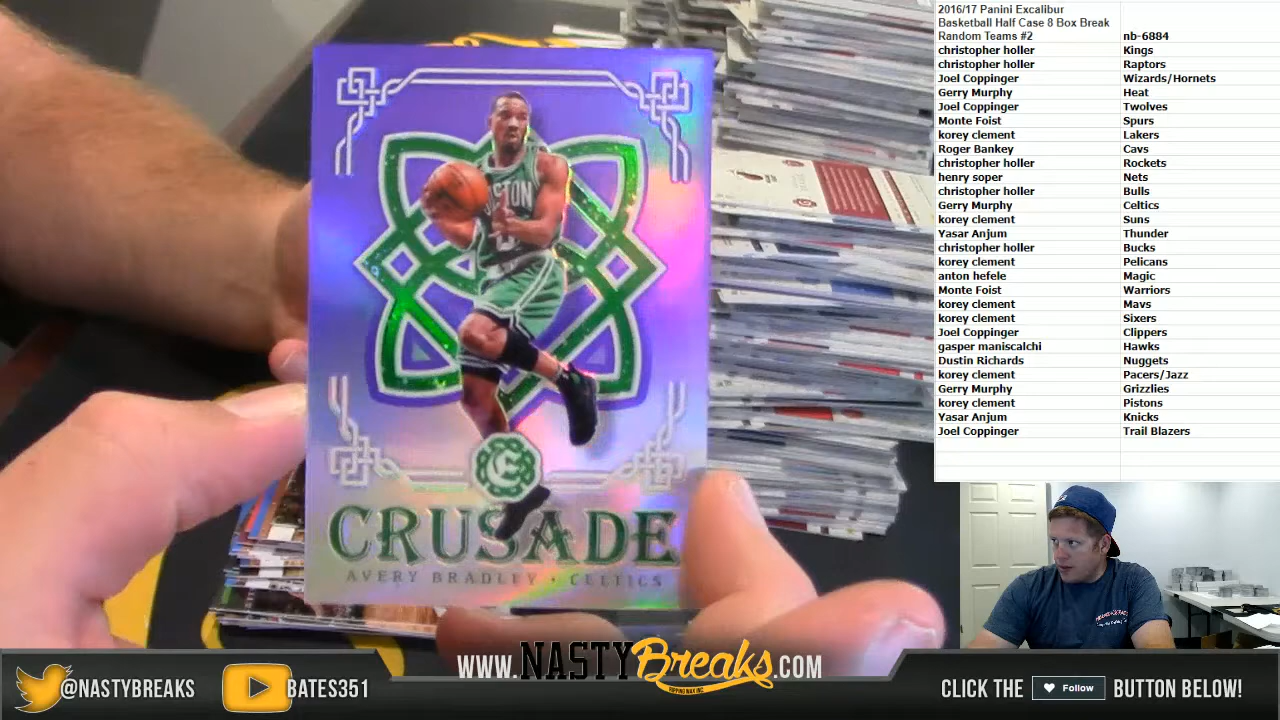 2016/17 Panini Excalibur
Basketball Half Case 8 Box Break
Random Teams #2 nb-6884
christopher holler Kings
christopher holler Raptors
Joel Coppinger Wizards/Hornets
Gerry Murphy Heat
Joel Coppinger Twolves
Monte Foist Spurs
korey clement Lakers
Roger Bankey Cavs
christopher holler Rockets
henry soper Nets
christopher holler Bulls
Gerry Murphy Celtics
korey clement Suns
Yasar Anjum Thunder
christopher holler Bucks
korey clement Pelicans
anton hefele Magic
Monte Foist Warriors
korey clement Mavs
korey clement Sixers
Joel Coppinger Clippers
gasper maniscalchi Hawks
Dustin Richards Nuggets
korey clement Pacers/Jazz
Gerry Murphy Grizzlies
korey clement Pistons
Yasar Anjum Knicks
Joel Coppinger Trail Blazers
E
CRUSADE
AVERY BRADLEY • CELTICS
@NASTYBREAKS
BATES351
WWW.NASTYBreaks.COM
RIPPING WAX INC
CLICK THE Follow BUTTON BELOW!